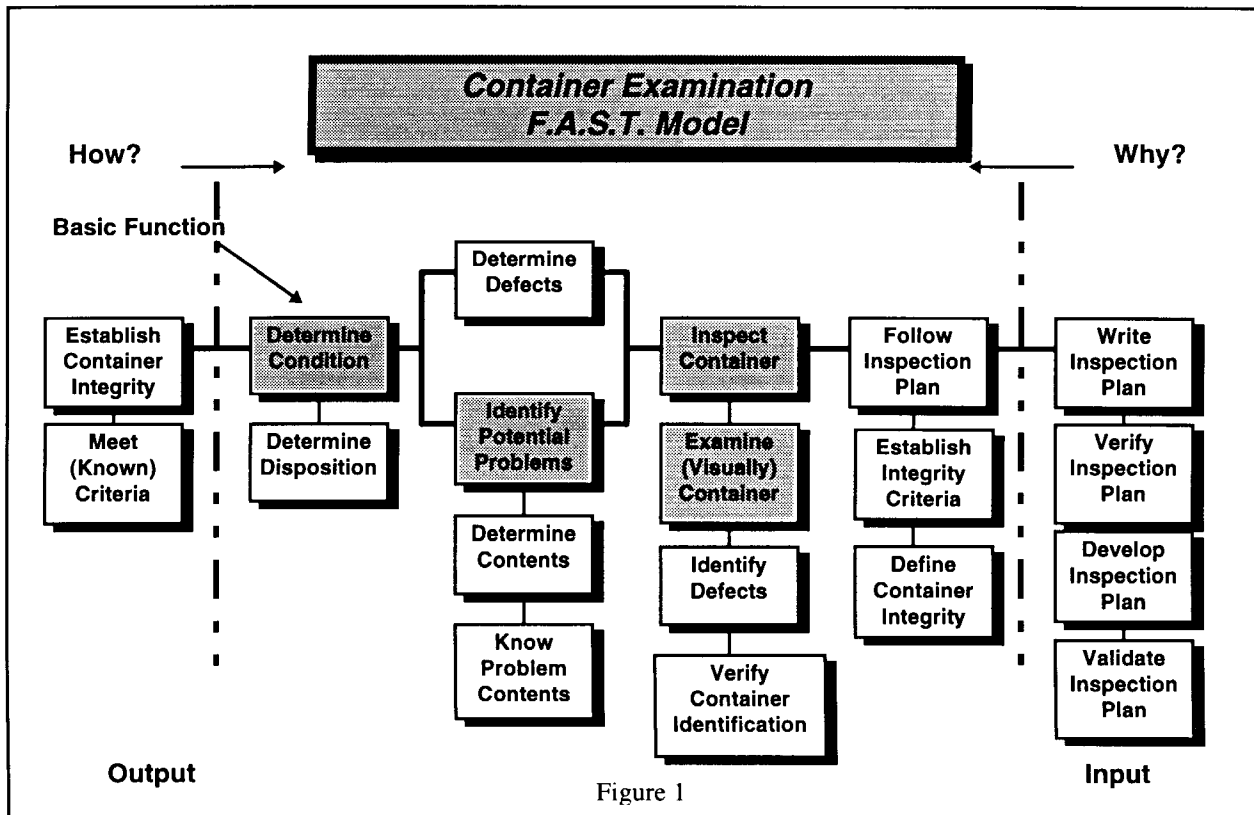 Container Examination
F.A.S.T. Model
How?
Why?
Basic Function
Establish
Container
Integrity
Meet
(Known)
Criteria
Determine
Condition
Determine
Disposition
Determine
Defects
Identify
Potential
Problems
Determine
Contents
Know
Problem
Contents
Inspect
Container
Examine
(Visually)
Container
Identify
Defects
Verify
Container
Identification
Follow
Inspection
Plan
Establish
Integrity
Criteria
Define
Container
Integrity
Write
Inspection
Plan
Verify
Inspection
Plan
Develop
Inspection
Plan
Validate
Inspection
Plan
Output
Input
Figure 1